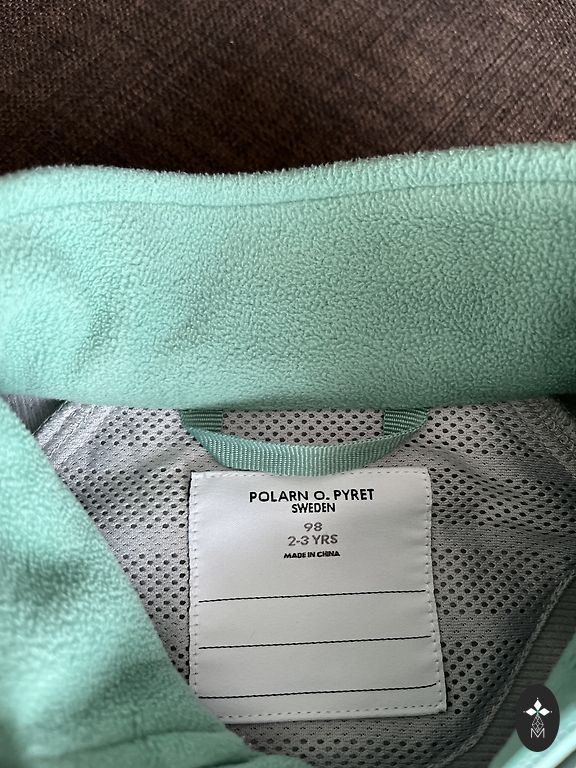 POLARN O. PYRET
SWEDEN
98
2-3 YRS
MADE IN CHINA
M